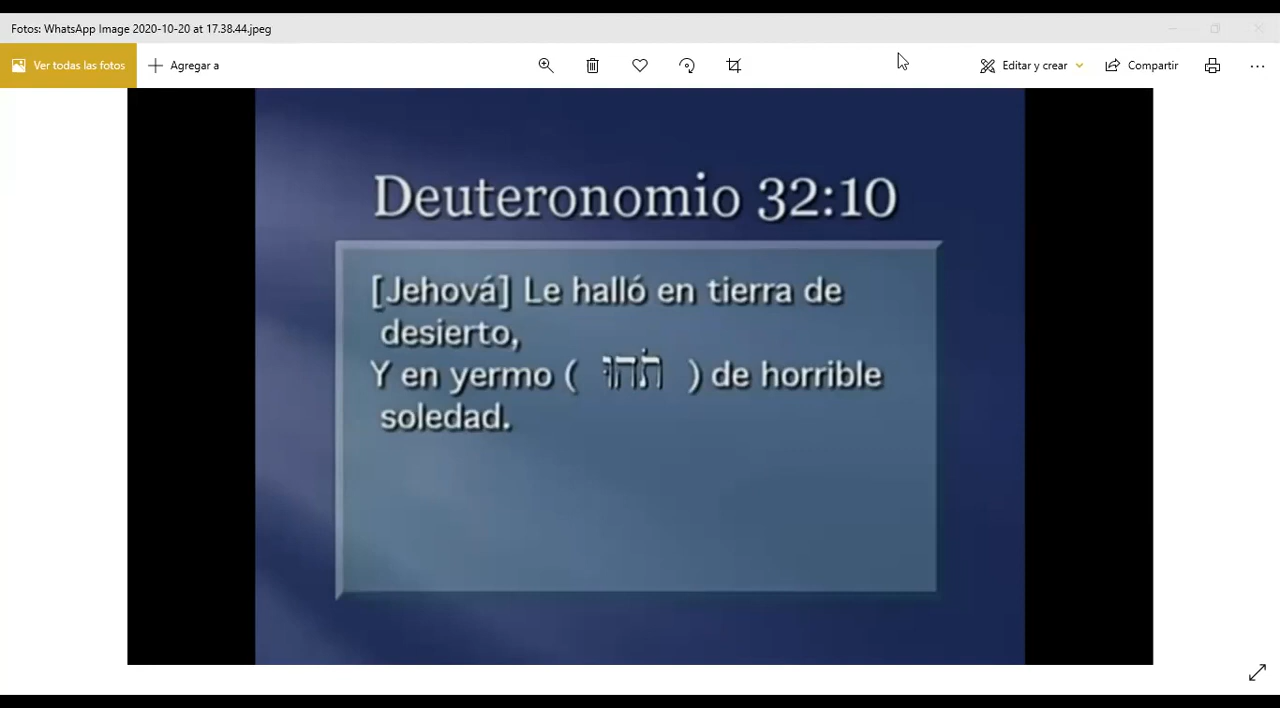 Fotos: WhatsApp Image 2020-10-20 at 17.38.44.jpeg
Ver todas las fotos
Agregar a
Editar y crear
Compartir
Deuteronomio 32:10
[Jehová] Le halló en tierra de
desierto,
Y en yermo ( תֹהוּ ) de horrible
soledad.